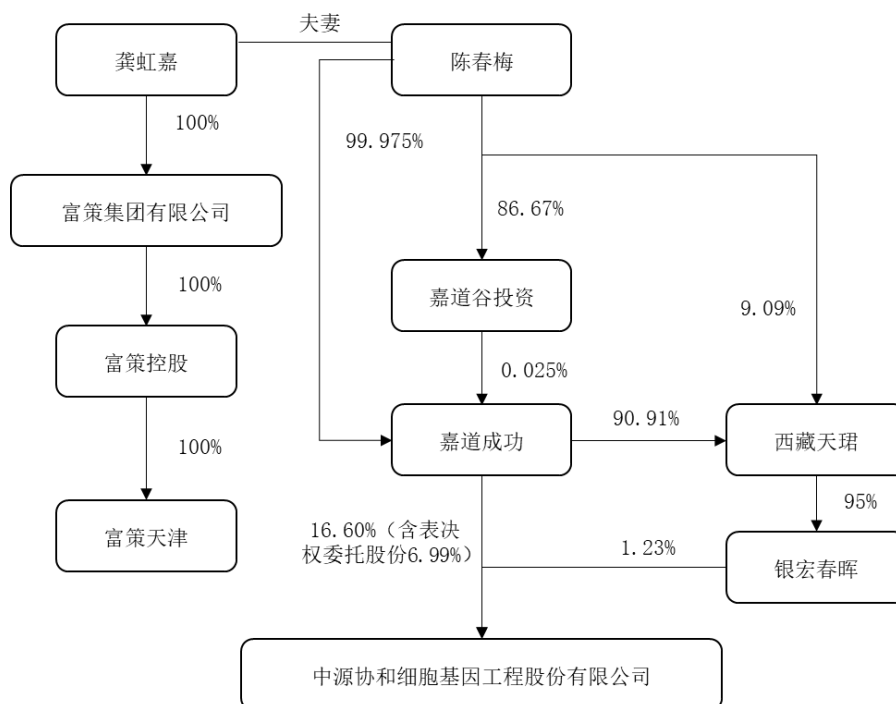 夫妻
龚虹嘉
陈春梅
100%
99.975%
富策集团有限公司
86.67%
100%
嘉道谷投资
9.09%
富策控股
0.025%
100%
嘉道成功
90.91%
西藏天珺
富策天津
16.60%（含表决
权委托股份6.99%）
1.23%
95%
银宏春晖
中源协和细胞基因工程股份有限公司